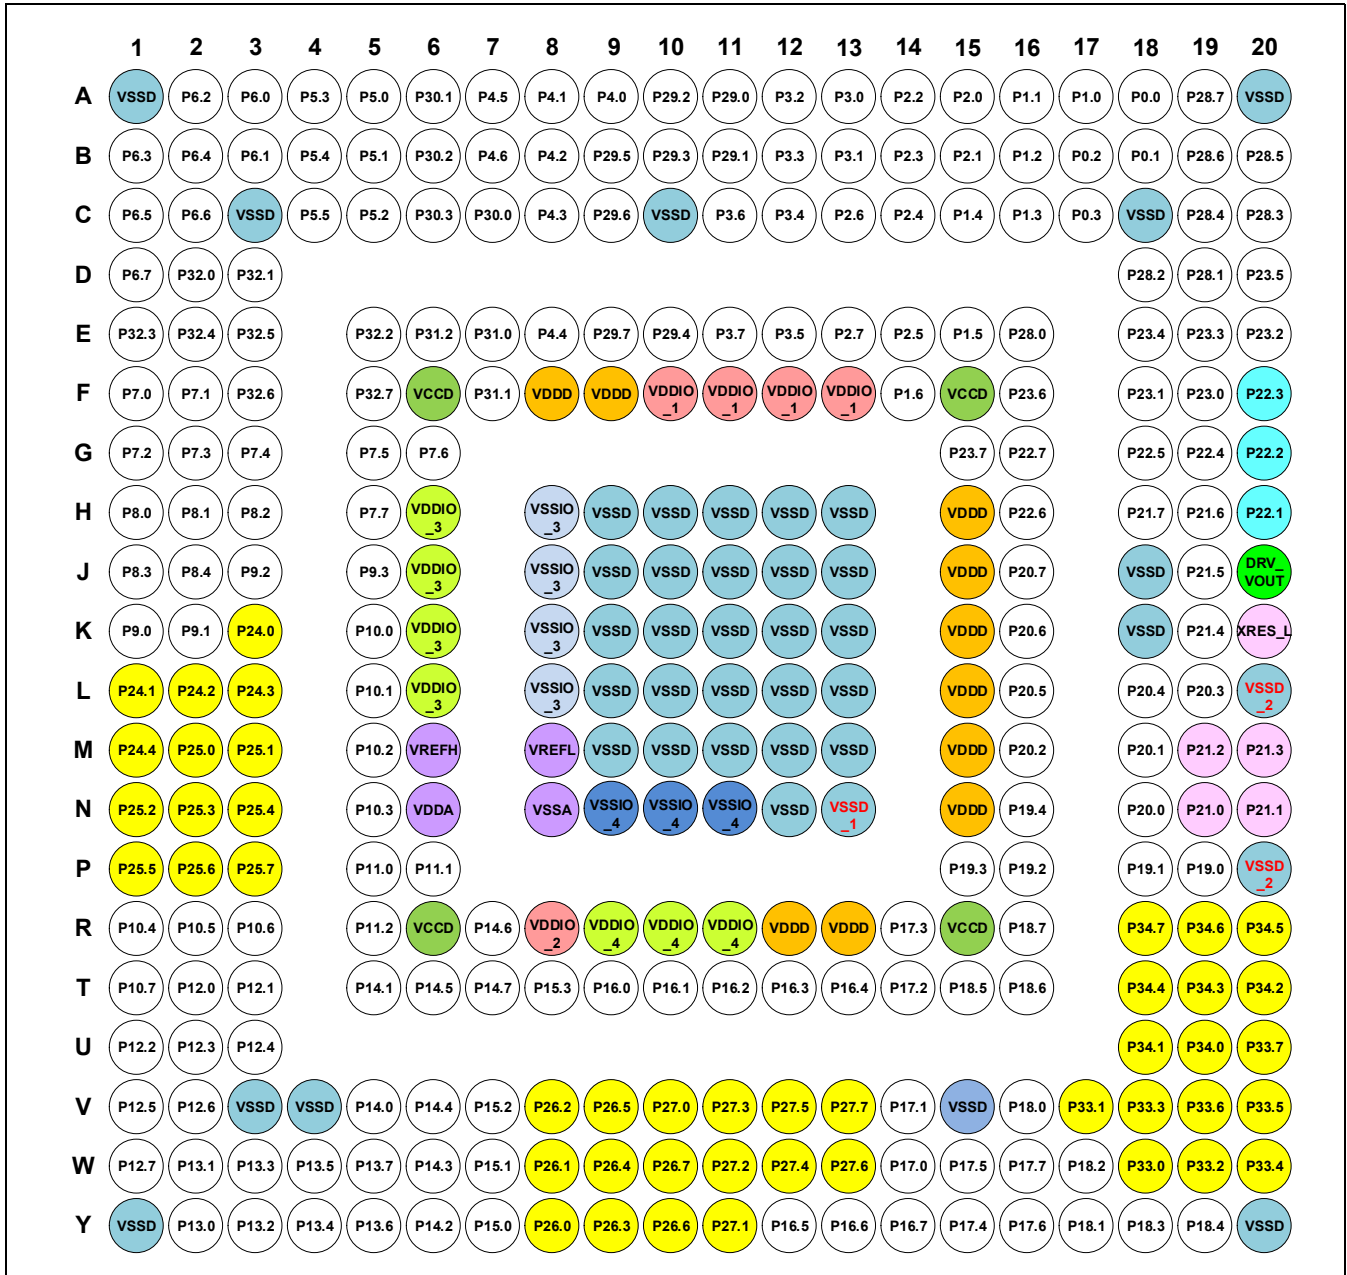 1 2 3 4 5 6 7 8 9 10 11 12 13 14 15 16 17 18 19 20
A VSSD P6.2 P6.0 P5.3 P5.0 P30.1 P4.5 P4.1 P4.0 P29.2 P29.0 P3.2 P3.0 P2.2 P2.0 P1.1 P1.0 P0.0 P28.7 VSSD
B P6.3 P6.4 P6.1 P5.4 P5.1 P30.2 P4.6 P4.2 P29.5 P29.3 P29.1 P3.3 P3.1 P2.3 P2.1 P1.2 P0.2 P0.1 P28.6 P28.5
C P6.5 P6.6 VSSD P5.5 P5.2 P30.3 P30.0 P4.3 P29.6 VSSD P3.6 P3.4 P2.6 P2.4 P1.4 P1.3 P0.3 VSSD P28.4 P28.3
D P6.7 P32.0 P32.1 P28.2 P28.1 P23.5
E P32.3 P32.4 P32.5 P32.2 P31.2 P31.0 P4.4 P29.7 P29.4 P3.7 P3.5 P2.7 P2.5 P1.5 P28.0 P23.4 P23.3 P23.2
F P7.0 P7.1 P32.6 P32.7 VCCD P31.1 VDDD VDDD VDDIO_1 VDDIO_1 VDDIO_1 VDDIO_1 P1.6 VCCD P23.6 P23.1 P23.0 P22.3
G P7.2 P7.3 P7.4 P7.5 P7.6 P23.7 P22.7 P22.5 P22.4 P22.2
H P8.0 P8.1 P8.2 P7.7 VDDIO_3 VSSIO_3 VSSD VSSD VSSD VSSD VSSD VDDD P22.6 P21.7 P21.6 P22.1
J P8.3 P8.4 P9.2 P9.3 VDDIO_3 VSSIO_3 VSSD VSSD VSSD VSSD VSSD VDDD P20.7 VSSD P21.5 DRV_VOUT
K P9.0 P9.1 P24.0 P10.0 VDDIO_3 VSSIO_3 VSSD VSSD VSSD VSSD VSSD VDDD P20.6 VSSD P21.4 XRES_L
L P24.1 P24.2 P24.3 P10.1 VDDIO_3 VSSIO_3 VSSD VSSD VSSD VSSD VSSD VDDD P20.5 P20.4 P20.3 VSSD_2
M P24.4 P25.0 P25.1 P10.2 VREFH VREFL VSSD VSSD VSSD VSSD VSSD VDDD P20.2 P20.1 P21.2 P21.3
N P25.2 P25.3 P25.4 P10.3 VDDA VSSA VSSIO_4 VSSIO_4 VSSIO_4 VSSD VSSD_1 VDDD P19.4 P20.0 P21.0 P21.1
P P25.5 P25.6 P25.7 P11.0 P11.1 P19.3 P19.2 P19.1 P19.0 VSSD_2
R P10.4 P10.5 P10.6 P11.2 VCCD P14.6 VDDIO_2 VDDIO_4 VDDIO_4 VDDIO_4 VDDD VDDD P17.3 VCCD P18.7 P34.7 P34.6 P34.5
T P10.7 P12.0 P12.1 P14.1 P14.5 P14.7 P15.3 P16.0 P16.1 P16.2 P16.3 P16.4 P17.2 P18.5 P18.6 P34.4 P34.3 P34.2
U P12.2 P12.3 P12.4 P34.1 P34.0 P33.7
V P12.5 P12.6 VSSD VSSD P14.0 P14.4 P15.2 P26.2 P26.5 P27.0 P27.3 P27.5 P27.7 P17.1 VSSD P18.0 P33.1 P33.3 P33.6 P33.5
W P12.7 P13.1 P13.3 P13.5 P13.7 P14.3 P15.1 P26.1 P26.4 P26.7 P27.2 P27.4 P27.6 P17.0 P17.5 P17.7 P18.2 P33.0 P33.2 P33.4
Y VSSD P13.0 P13.2 P13.4 P13.6 P14.2 P15.0 P26.0 P26.3 P26.6 P27.1 P16.5 P16.6 P16.7 P17.4 P17.6 P18.1 P18.3 P18.4 VSSD